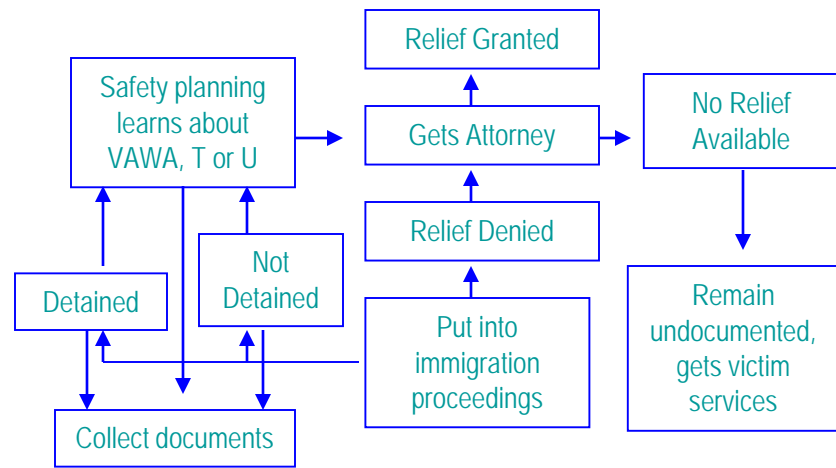 Relief Granted
Safety planning
learns about
VAWA, T or U
Gets Attorney
No Relief
Available
Relief Denied
Detained
Not
Detained
Put into
immigration
proceedings
Remain
undocumented,
gets victim
services
Collect documents